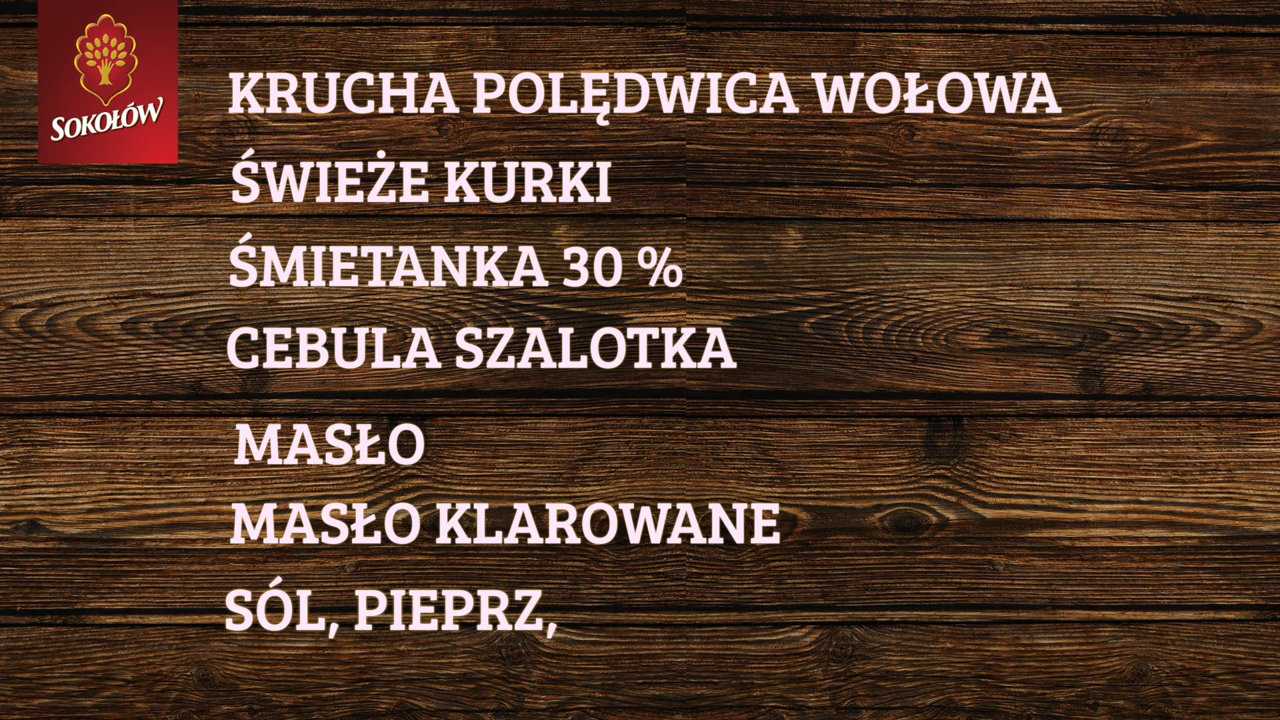 SOKOŁÓW
KRUCHA POLĘDWICA WOŁOWA
ŚWIEŻE KURKI
ŚMIETANKA 30 %
CEBULA SZALOTKA
MASŁO
MASŁO KLAROWANE
SÓL, PIEPRZ,